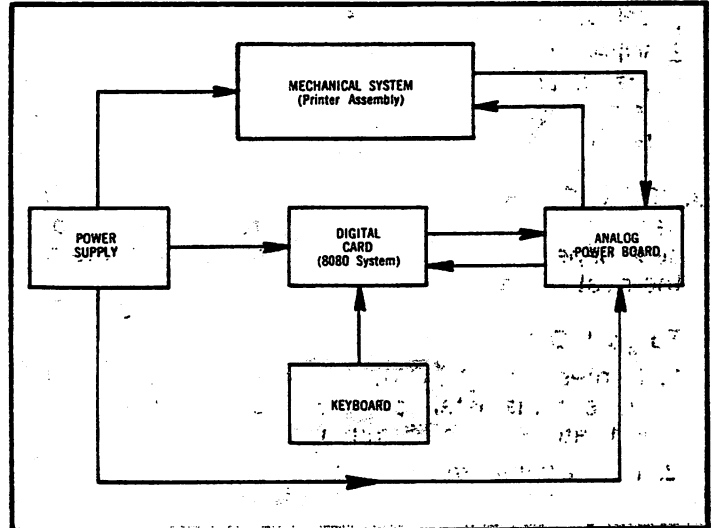 MECHANICAL SYSTEM
(Printer Assembly)
POWER
SUPPLY
DIGITAL
CARD
(8080 System)
ANALOG
POWER BOARD
KEYBOARD